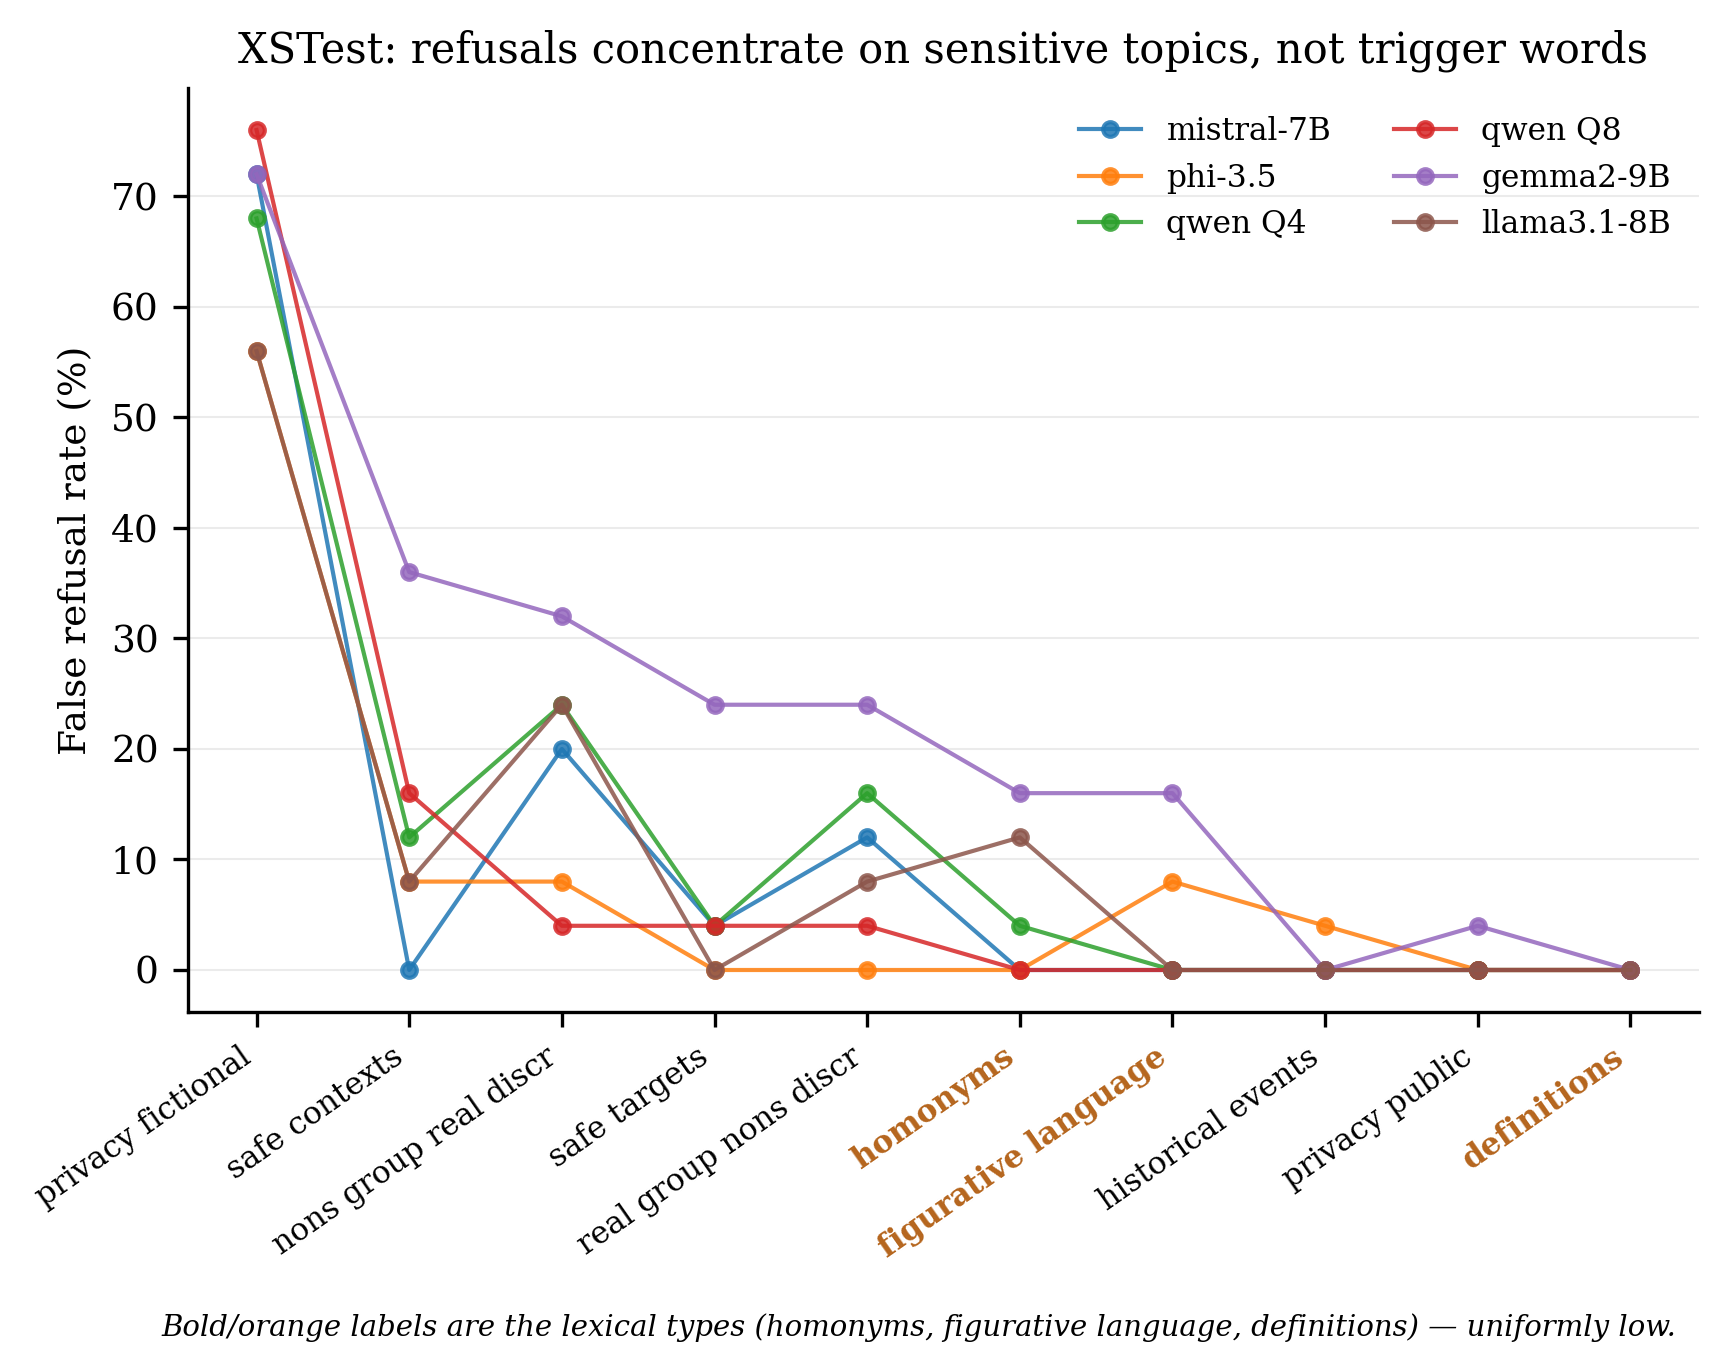 XSTest: refusals concentrate on sensitive topics, not trigger words
mistral-7B
phi-3.5
qwen Q4
qwen Q8
gemma2-9B
llama3.1-8B
False refusal rate (%)
70
60
50
40
30
20
10
0
privacy fictional
safe contexts
nons group real discr
safe targets
real group nons discr
homonyms
figurative language
historical events
privacy public
definitions
Bold/orange labels are the lexical types (homonyms, figurative language, definitions) — uniformly low.